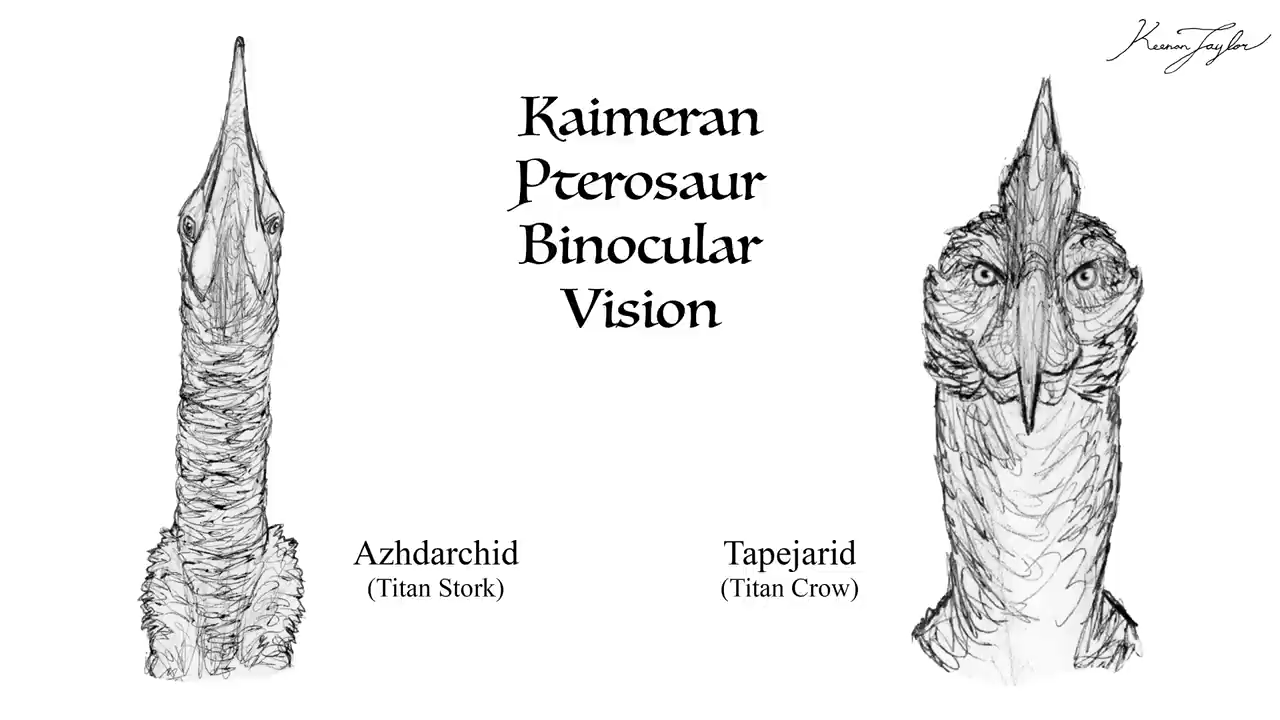 Keenan Taylor
Kaimeran
Pterosaur
Binocular
Vision
Azhdarchid
(Titan Stork)
Tapejarid
(Titan Crow)